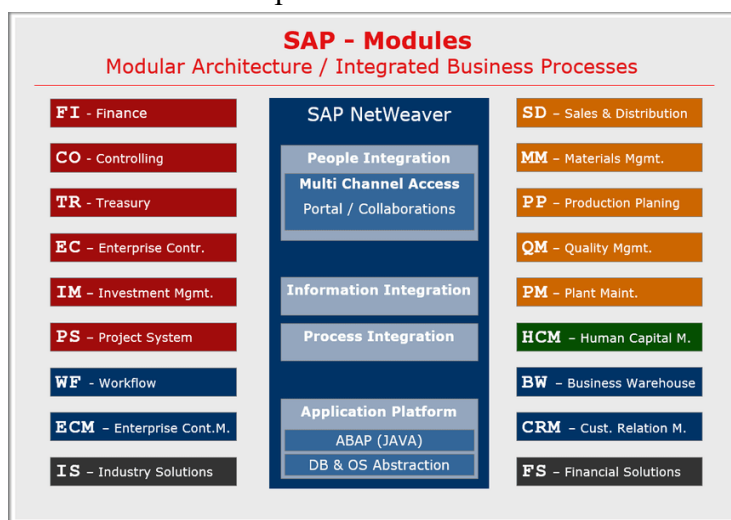 SAP - Modules
Modular Architecture / Integrated Business Processes
FI - Finance
CO - Controlling
TR - Treasury
EC – Enterprise Contr.
IM – Investment Mgmt.
PS – Project System
WF - Workflow
ECM – Enterprise Cont.M.
IS – Industry Solutions
SAP NetWeaver
People Integration
Multi Channel Access
Portal / Collaborations
Information Integration
Process Integration
Application Platform
ABAP (JAVA)
DB & OS Abstraction
SD – Sales & Distribution
MM – Materials Mgmt.
PP – Production Planing
QM – Quality Mgmt.
PM – Plant Maint.
HCM – Human Capital M.
BW – Business Warehouse
CRM – Cust. Relation M.
FS – Financial Solutions